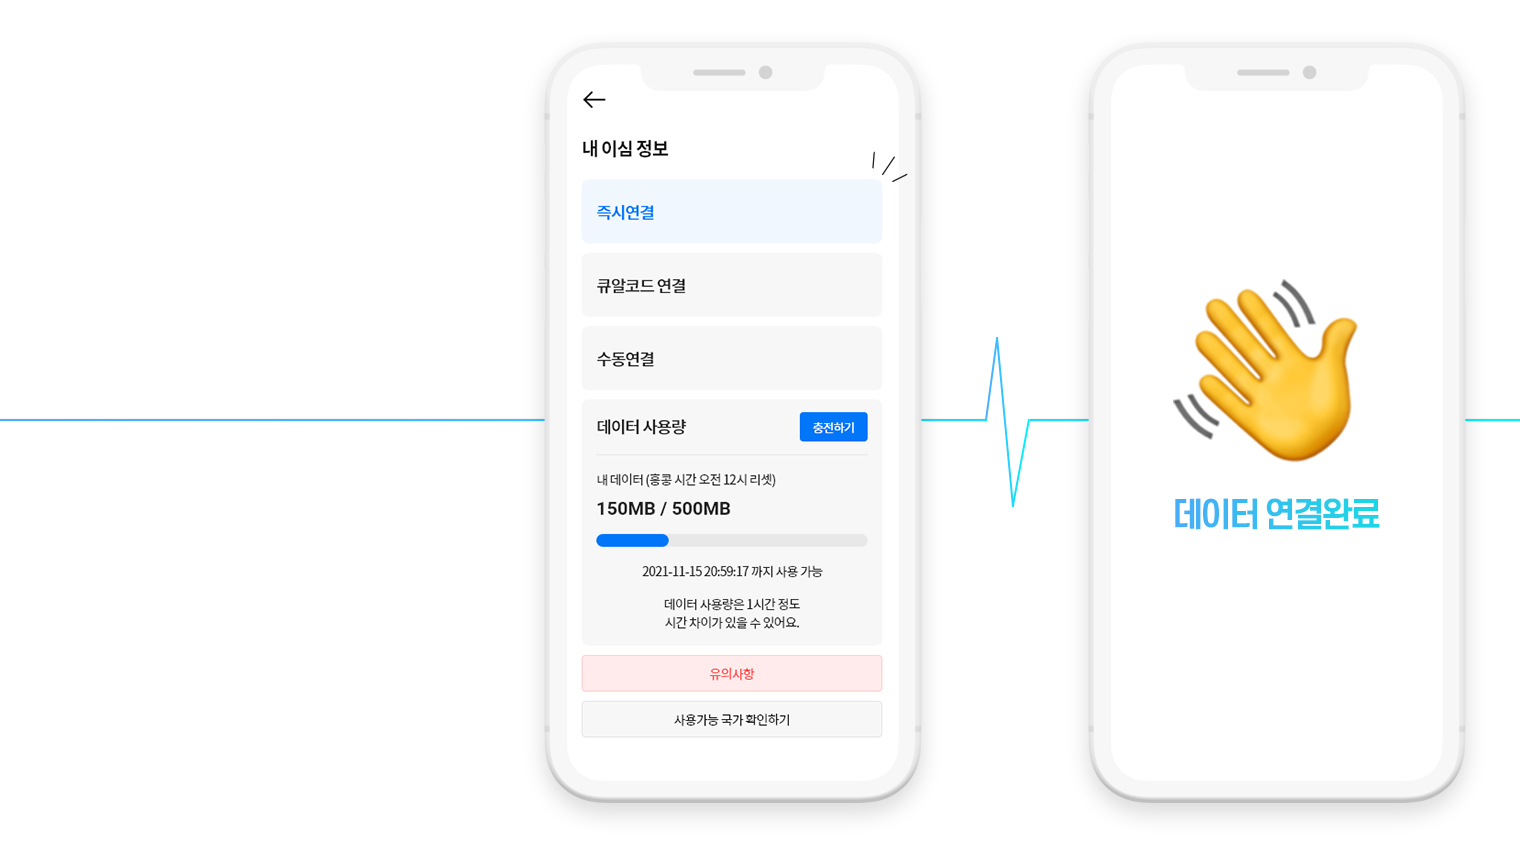 내 이심 정보
즉시연결
큐알코드 연결
수동연결
데이터 사용량
충전하기
내 데이터 (홍콩 시간 오전 12시 리셋)
150MB / 500MB
2021-11-15 20:59:17 까지 사용 가능
데이터 사용량은 1시간 정도
시간 차이가 있을 수 있어요.
유의사항
사용가능 국가 확인하기
데이터 연결완료